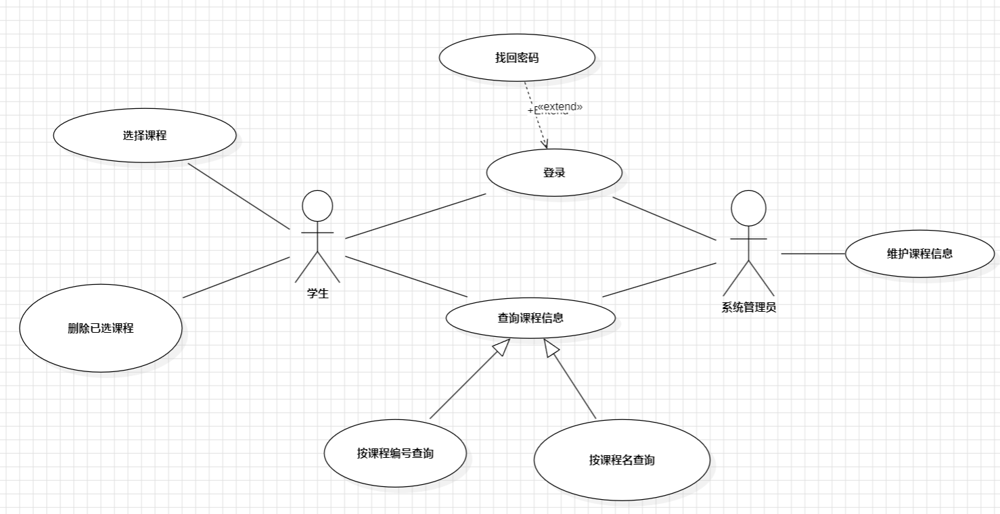 找回密码
«extend»
选择课程
登录
维护课程信息
学生
系统管理员
查询课程信息
删除已选课程
按课程编号查询
按课程名查询